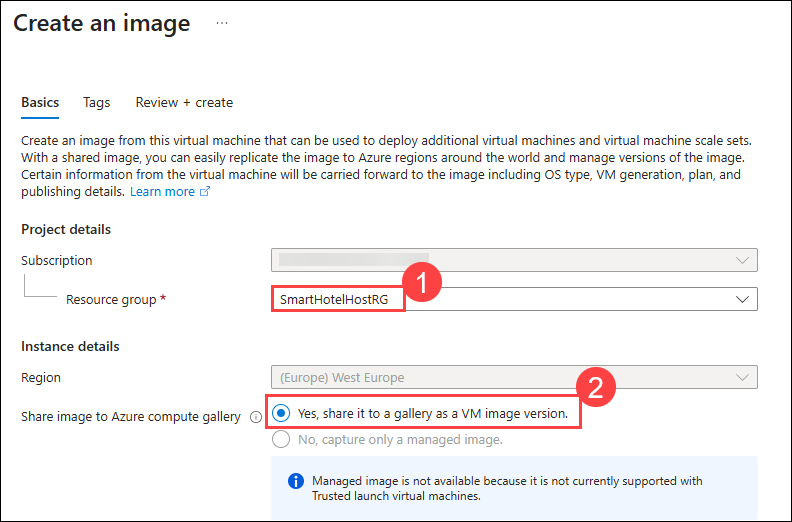 Create an image ...
Basics Tags Review + create
Create an image from this virtual machine that can be used to deploy additional virtual machines and virtual machine scale sets.
With a shared image, you can easily replicate the image to Azure regions around the world and manage versions of the image.
Certain information from the virtual machine will be carried forward to the image including OS type, VM generation, plan, and
publishing details. Learn more
Project details
Subscription
1
Resource group * SmartHotelHostRG
Instance details
Region (Europe) West Europe
2
Share image to Azure compute gallery Yes, share it to a gallery as a VM image version.
No, capture only a managed image.
Managed image is not available because it is not currently supported with
Trusted launch virtual machines.